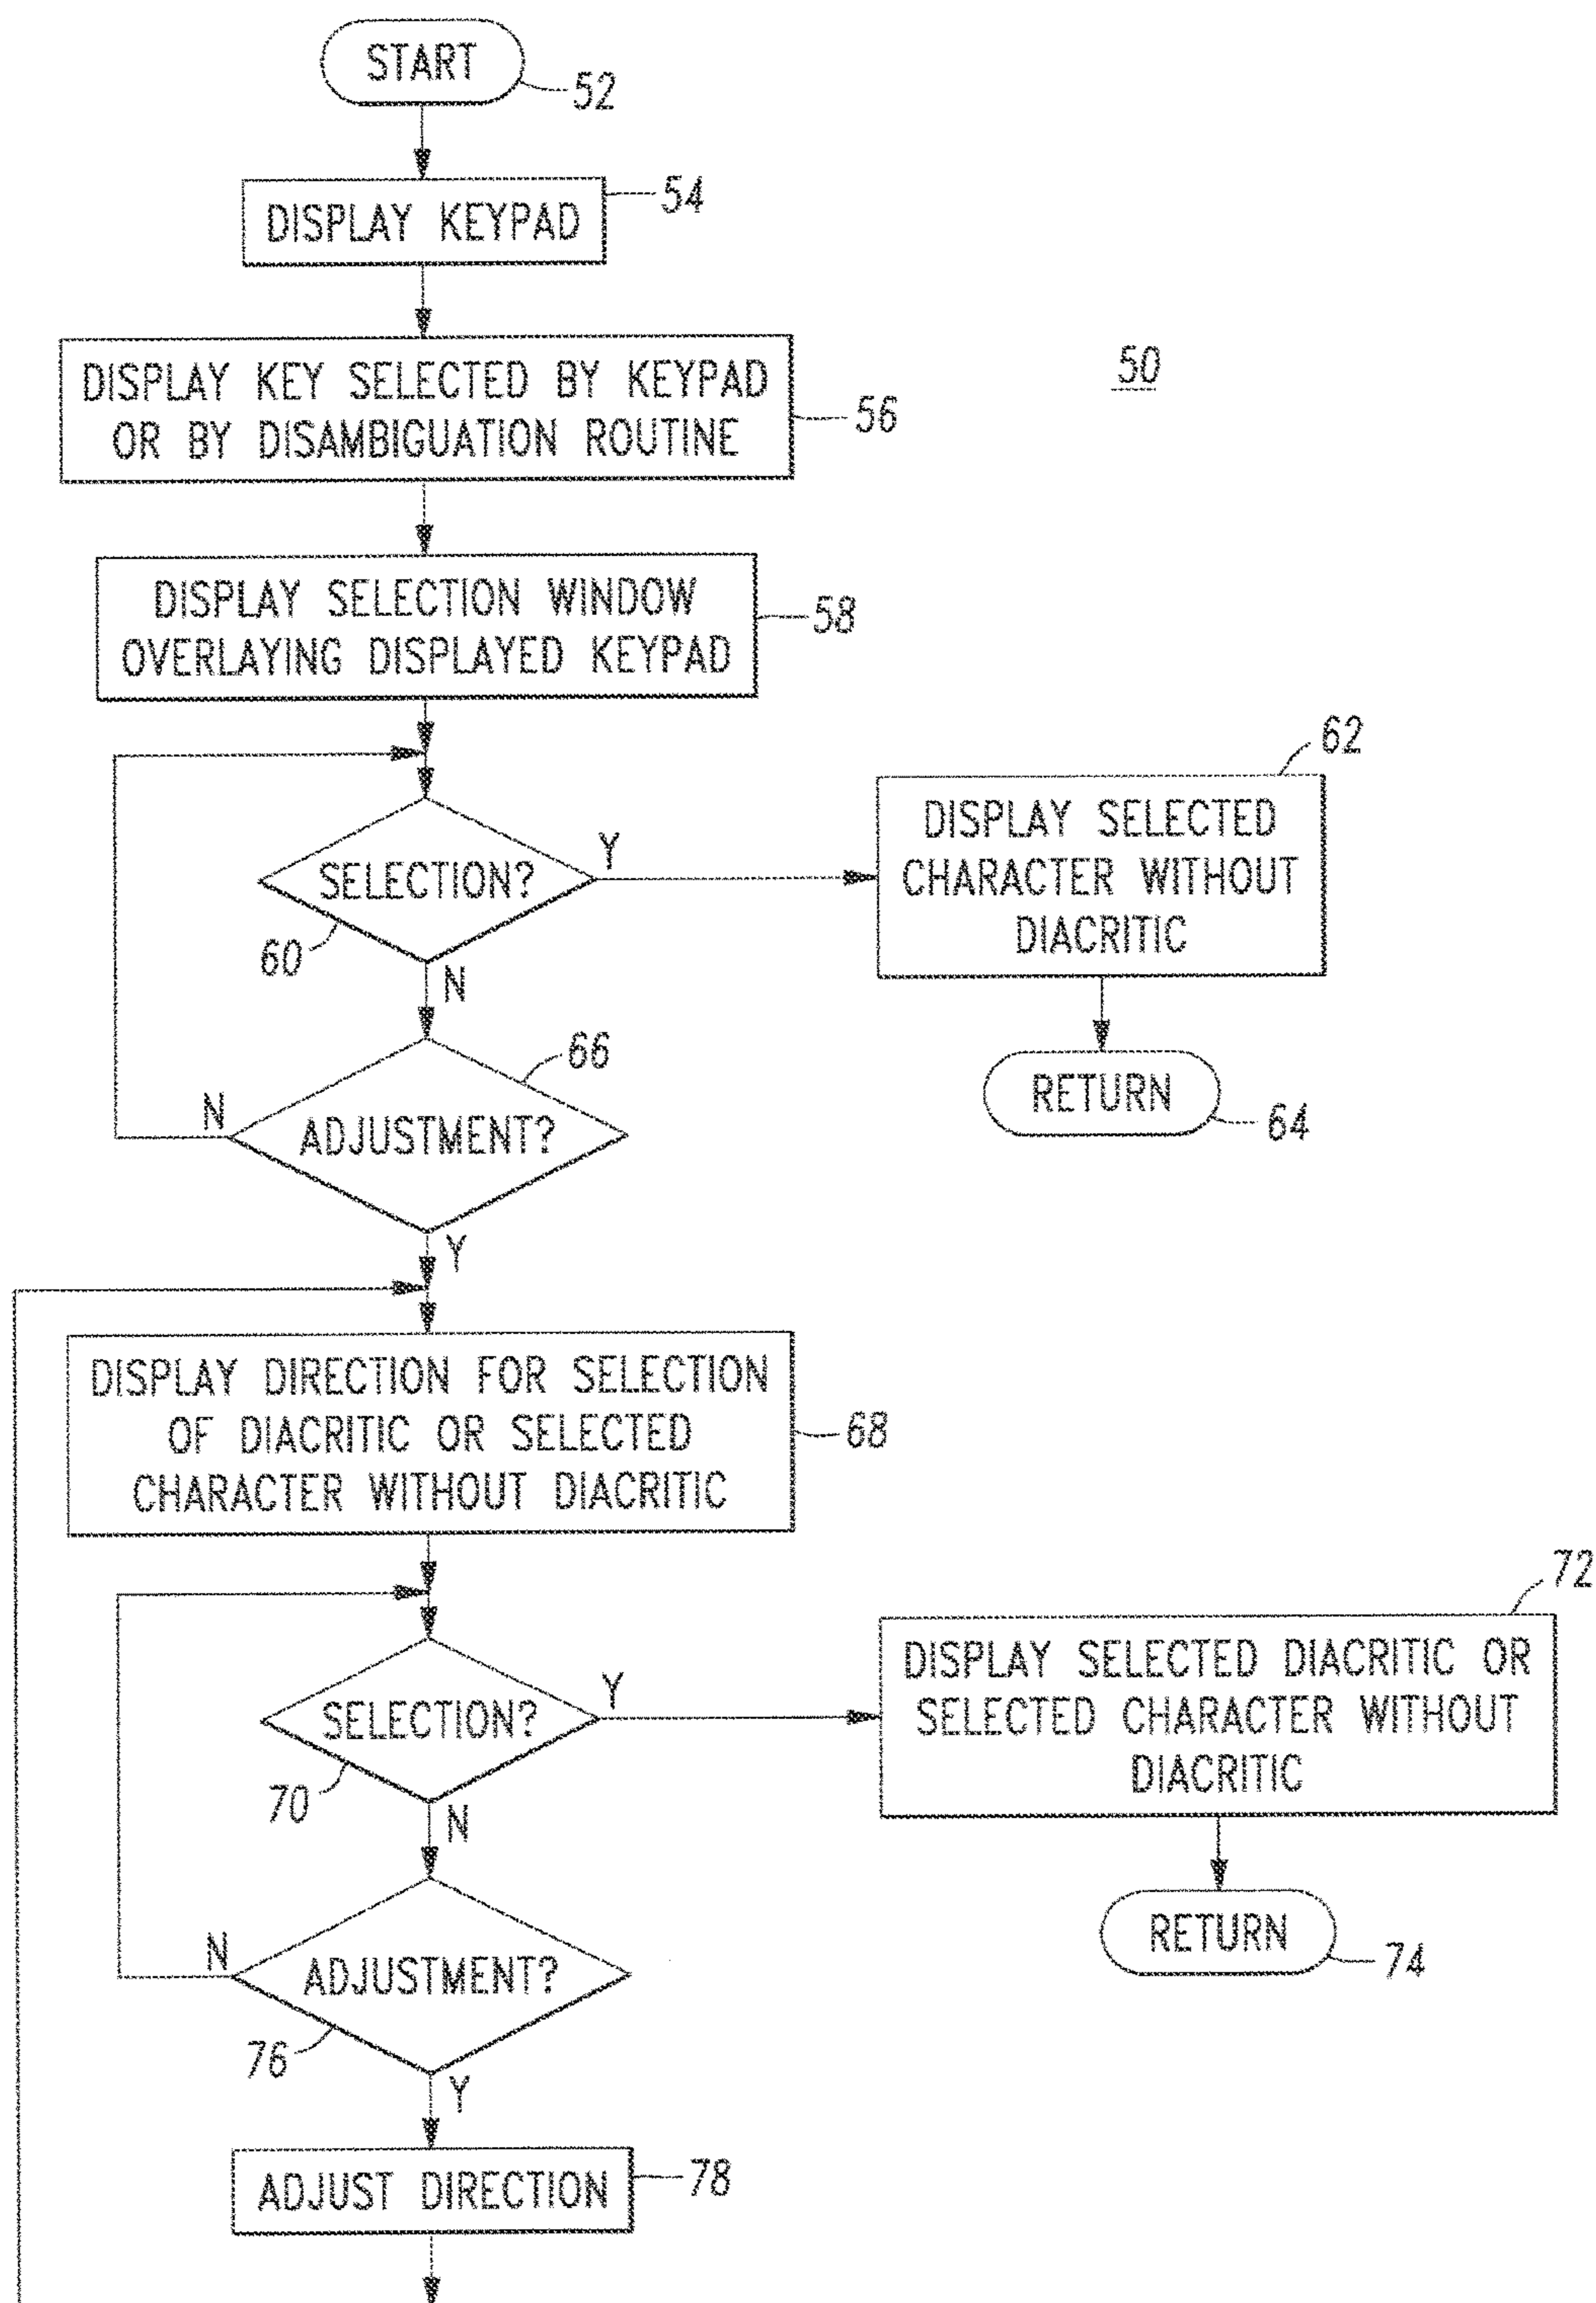 START
52
DISPLAY KEYPAD
54
DISPLAY KEY SELECTED BY KEYPAD
OR BY DISAMBIGUATION ROUTINE
56
50
DISPLAY SELECTION WINDOW
OVERLAYING DISPLAYED KEYPAD
58
SELECTION?
60
Y
N
62
DISPLAY SELECTED
CHARACTER WITHOUT
DIACRITIC
RETURN
64
66
ADJUSTMENT?
N
Y
DISPLAY DIRECTION FOR SELECTION
OF DIACRITIC OR SELECTED
CHARACTER WITHOUT DIACRITIC
68
SELECTION?
70
Y
N
72
DISPLAY SELECTED DIACRITIC OR
SELECTED CHARACTER WITHOUT
DIACRITIC
RETURN
74
N
ADJUSTMENT?
76
Y
ADJUST DIRECTION
78